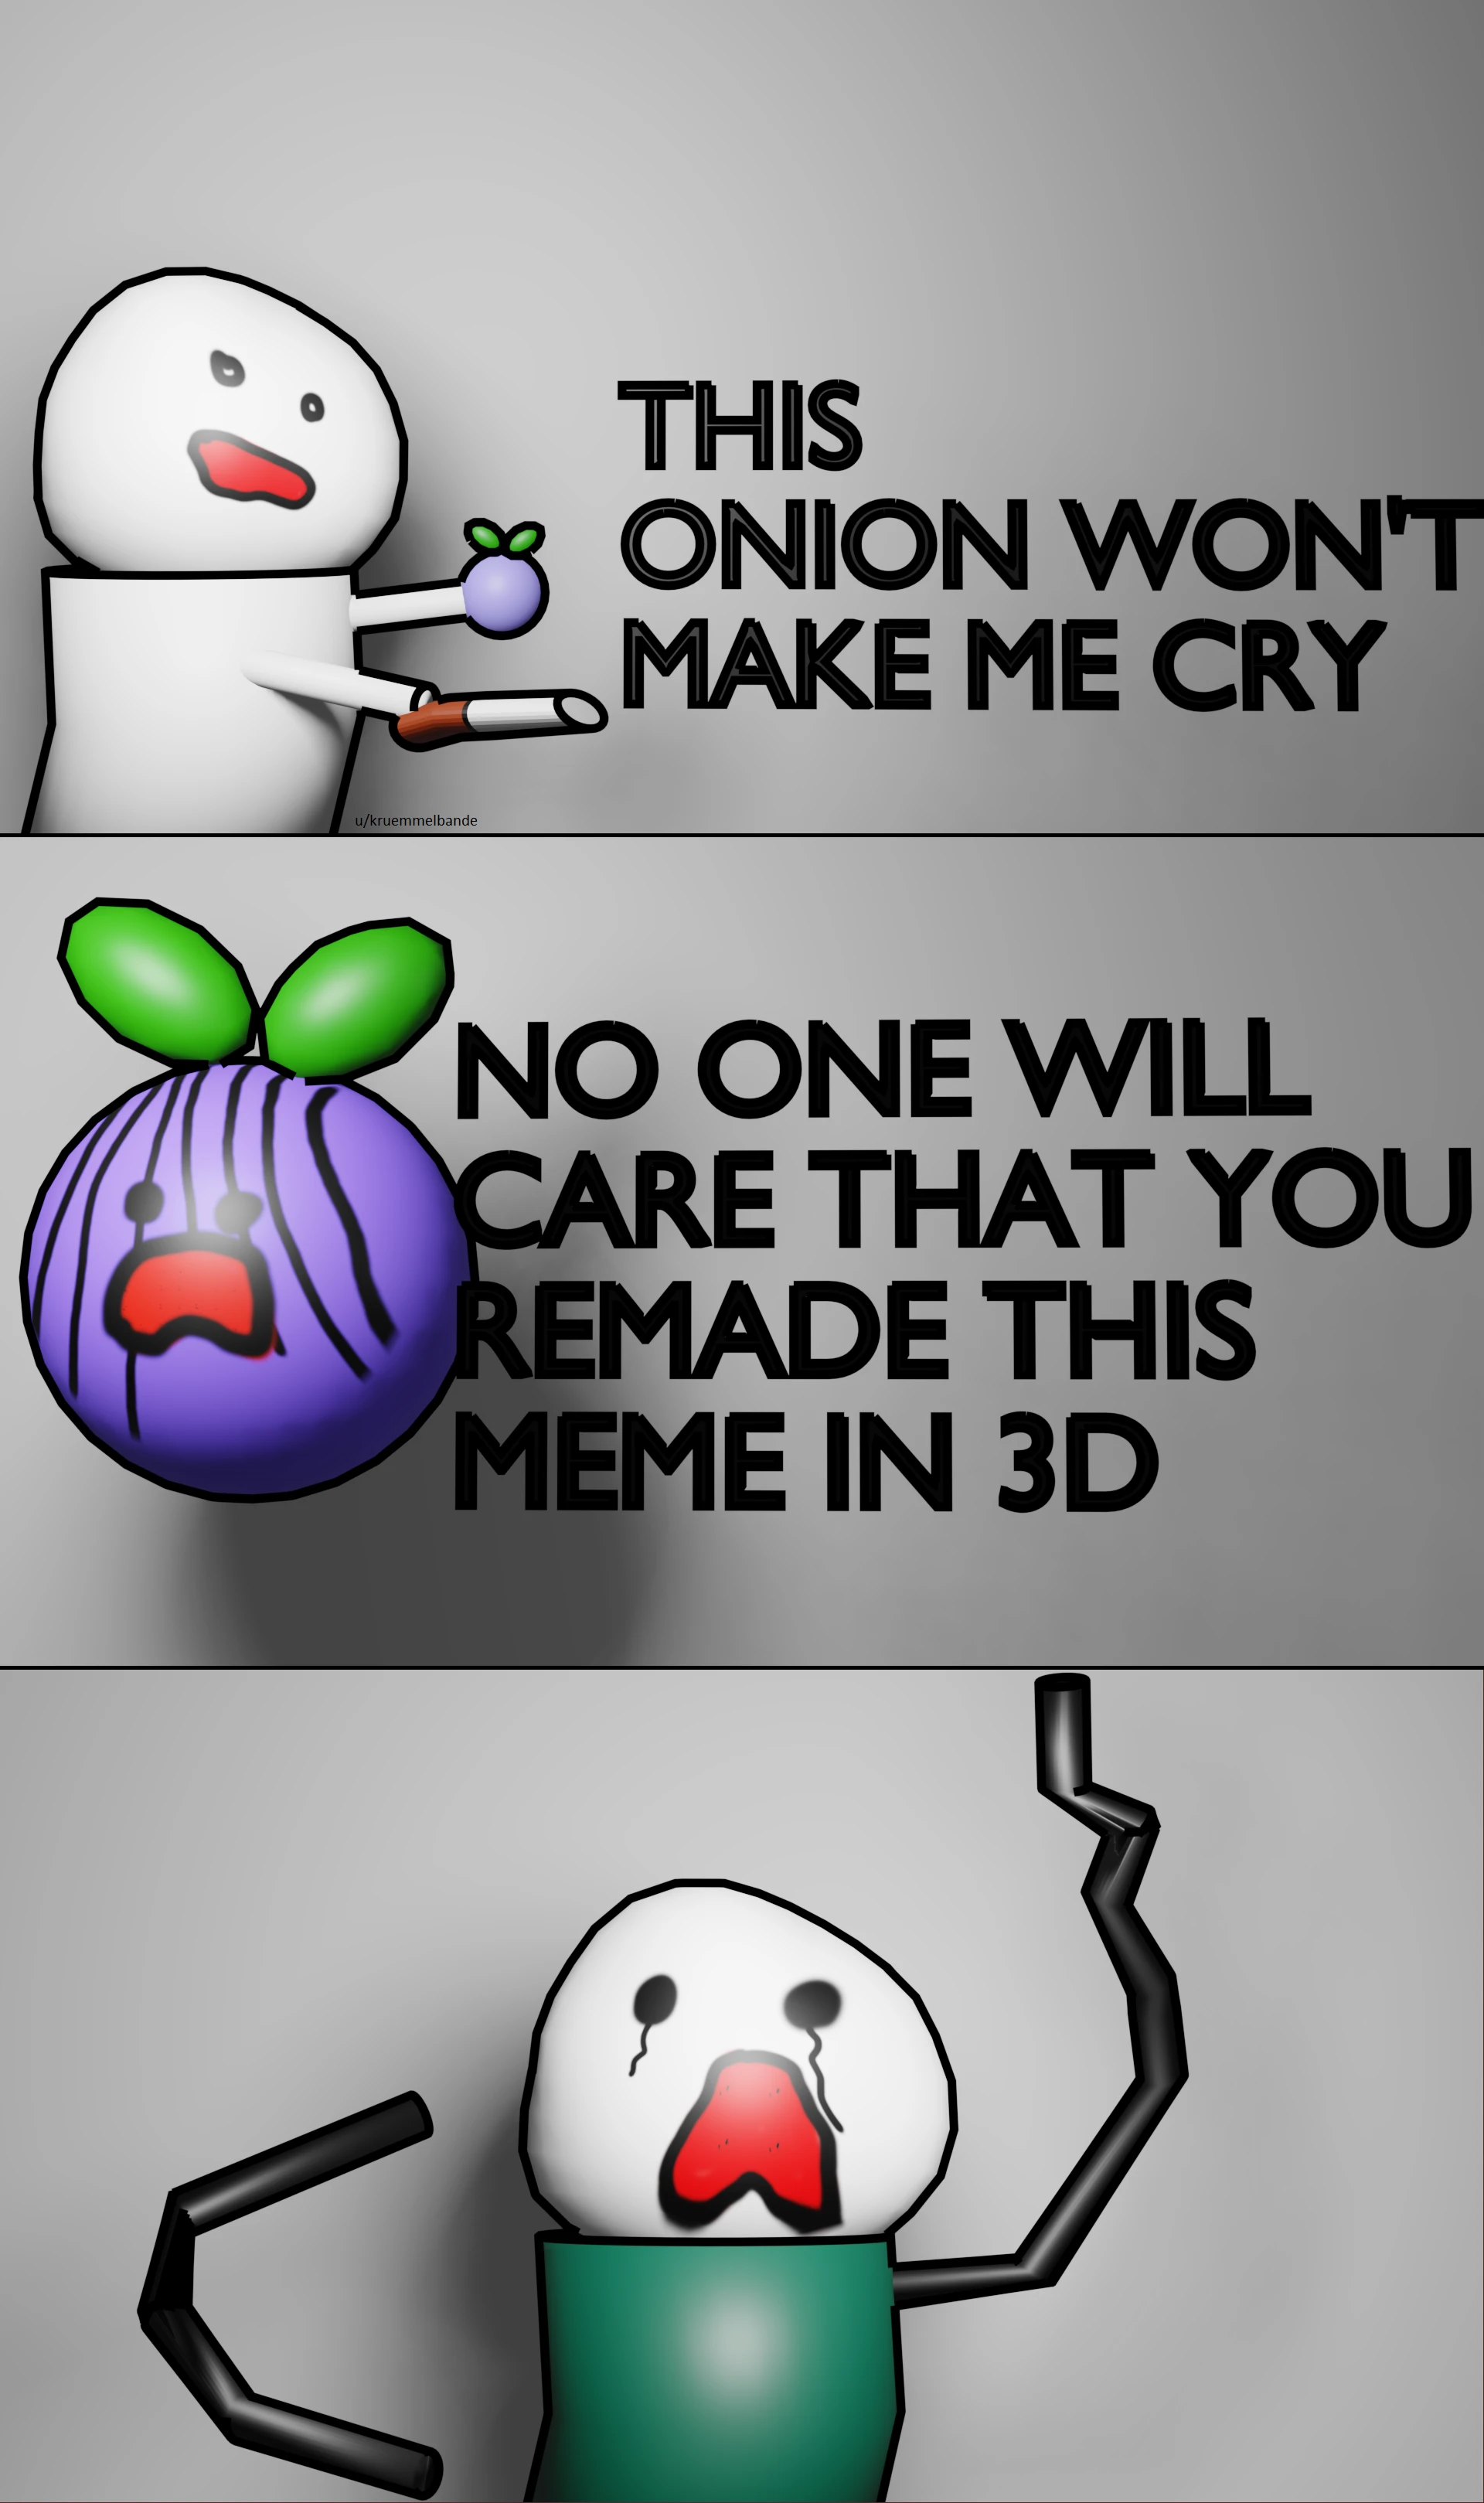 THIS
ONION WON'T
MAKE ME CRY
u/kruemmelbande
NO ONE WILL
CARE THAT YOU
REMADE THIS
MEME IN 3D